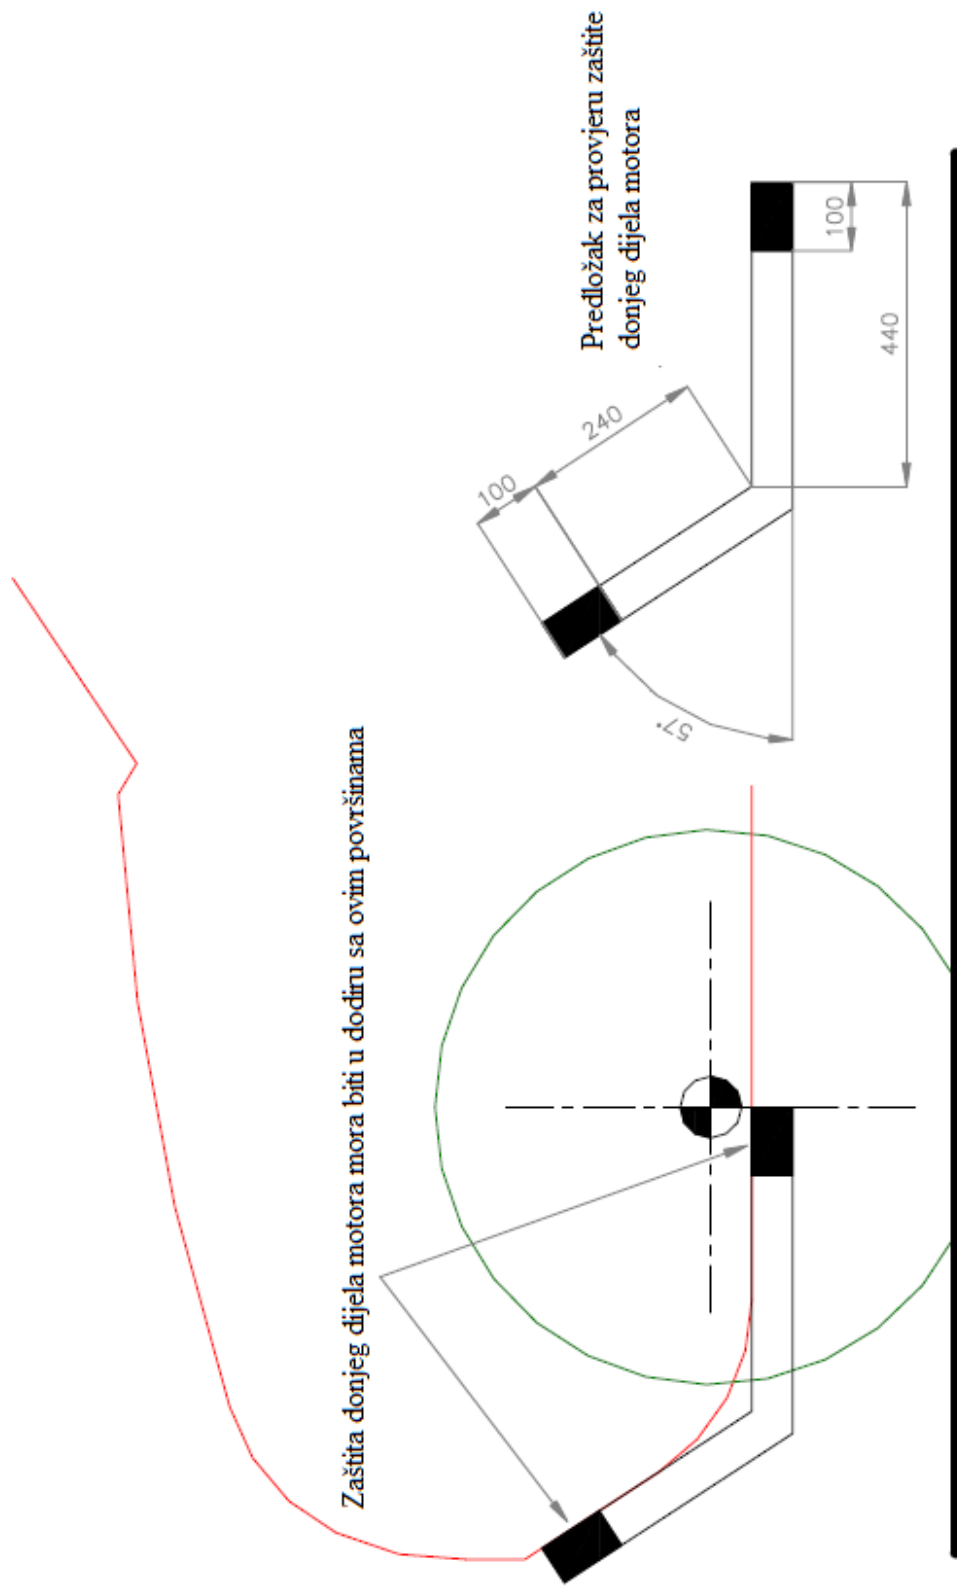 Zaštita donjeg dijela motora mora biti u dodiru sa ovim površinama
Predložak za provjeru zaštite
donjeg dijela motora
100
240
57°
100
440